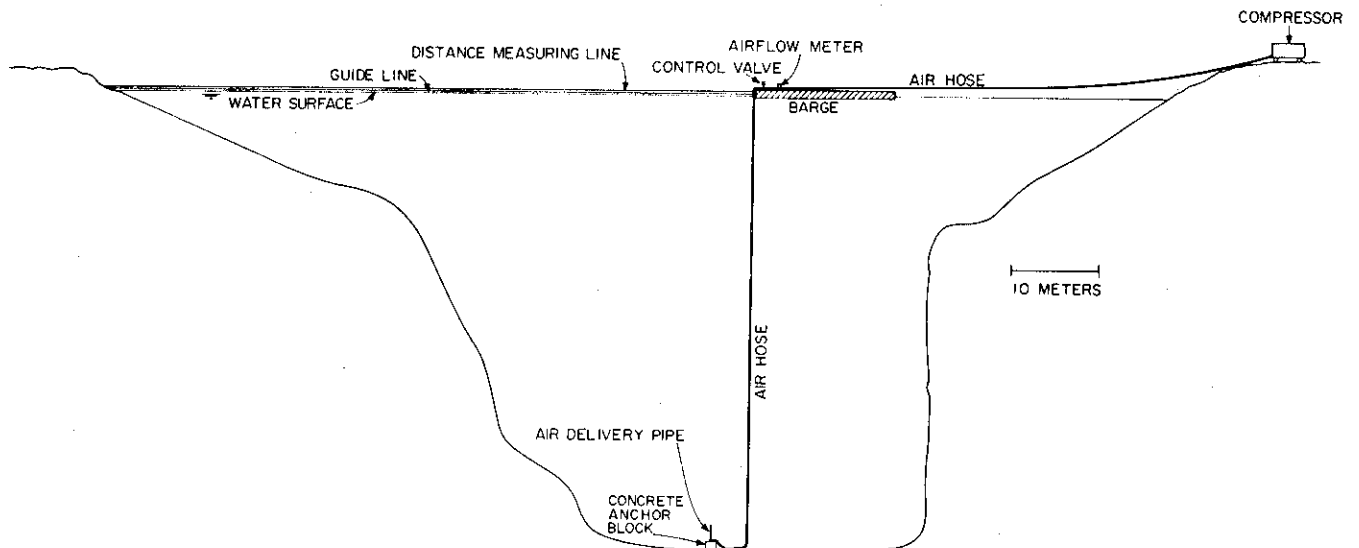 COMPRESSOR
AIRFLOW METER
DISTANCE MEASURING LINE
CONTROL VALVE
GUIDE LINE
AIR HOSE
WATER SURFACE
BARGE
10 METERS
AIR HOSE
AIR DELIVERY PIPE
CONCRETE
ANCHOR
BLOCK